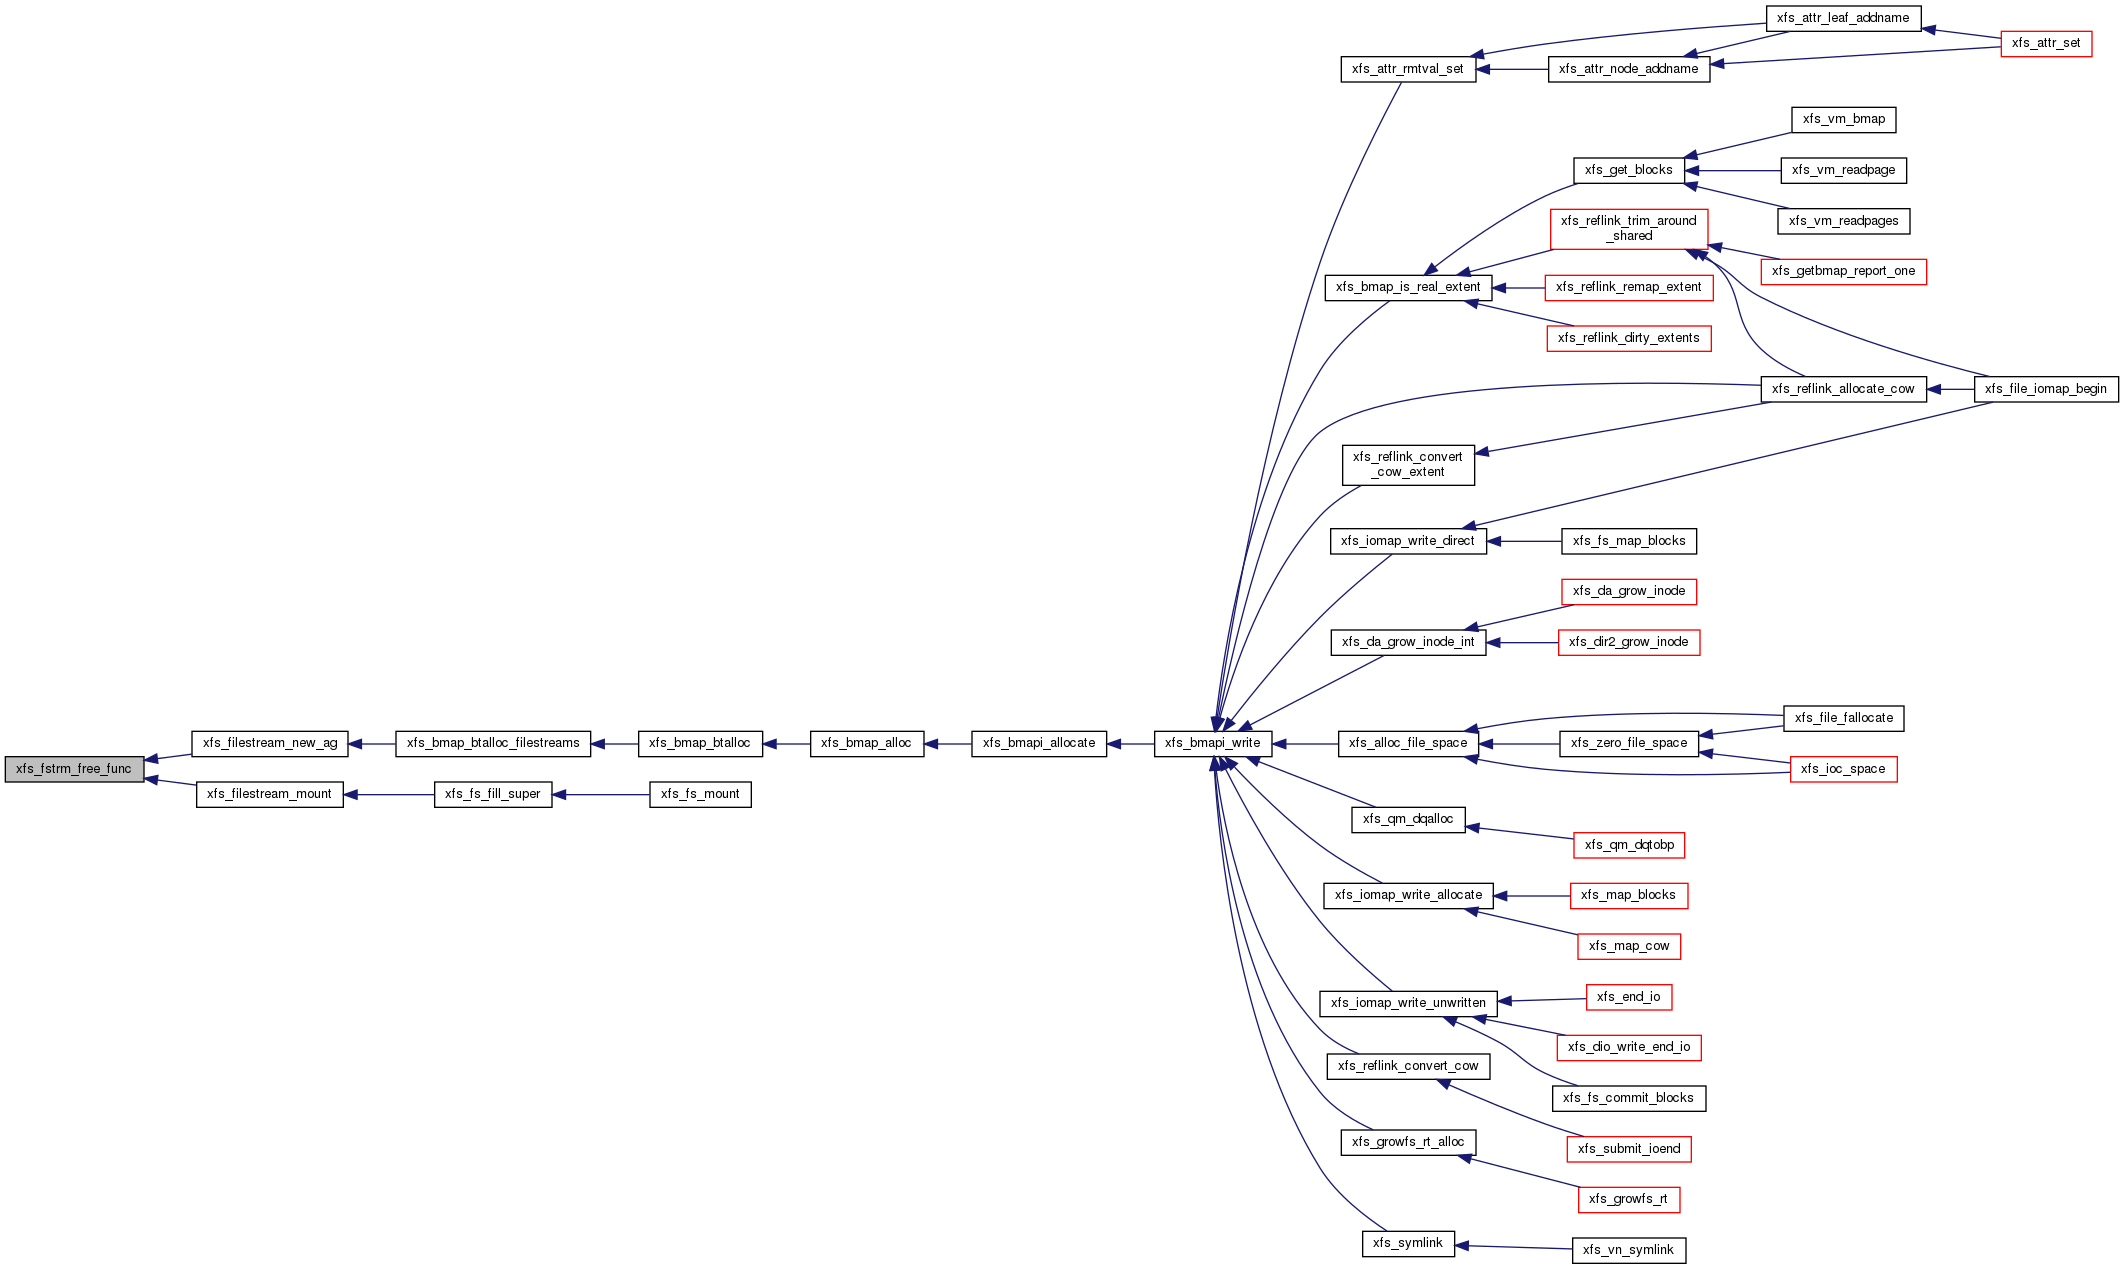 xfs_fstrm_free_func
xfs_filestream_new_ag
xfs_bmap_btalloc_filestreams
xfs_bmap_btalloc
xfs_bmap_alloc
xfs_bmapi_allocate
xfs_bmapi_write
xfs_filestream_mount
xfs_fs_fill_super
xfs_fs_mount
xfs_attr_rmtval_set
xfs_attr_leaf_addname
xfs_attr_node_addname
xfs_attr_set
xfs_bmap_is_real_extent
xfs_get_blocks
xfs_vm_bmap
xfs_vm_readpage
xfs_vm_readpages
xfs_reflink_trim_around
_shared
xfs_getbmap_report_one
xfs_reflink_remap_extent
xfs_reflink_dirty_extents
xfs_reflink_allocate_cow
xfs_file_iomap_begin
xfs_reflink_convert
_cow_extent
xfs_iomap_write_direct
xfs_fs_map_blocks
xfs_da_grow_inode_int
xfs_da_grow_inode
xfs_dir2_grow_inode
xfs_alloc_file_space
xfs_zero_file_space
xfs_file_fallocate
xfs_ioc_space
xfs_qm_dqalloc
xfs_qm_dqtobp
xfs_iomap_write_allocate
xfs_map_blocks
xfs_map_cow
xfs_iomap_write_unwritten
xfs_end_io
xfs_dio_write_end_io
xfs_fs_commit_blocks
xfs_reflink_convert_cow
xfs_submit_ioend
xfs_growfs_rt_alloc
xfs_growfs_rt
xfs_symlink
xfs_vn_symlink